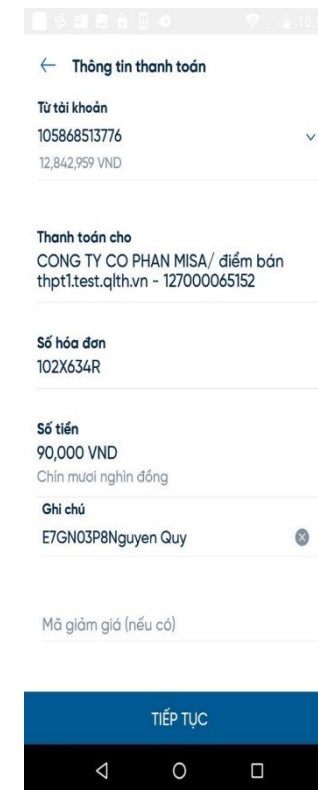 Thông tin thanh toán
Từ tài khoản
105868513776
12,842,959 VND
Thanh toán cho
CONG TY CO PHAN MISA/ điểm bán
thpt1.test.qlth.vn - 127000065152
Số hóa đơn
102X634R
Số tiền
90,000 VND
Chín mươi nghìn đồng
Ghi chú
E7GN03P8Nguyen Quy
Mã giảm giá (nếu có)
TIẾP TỤC